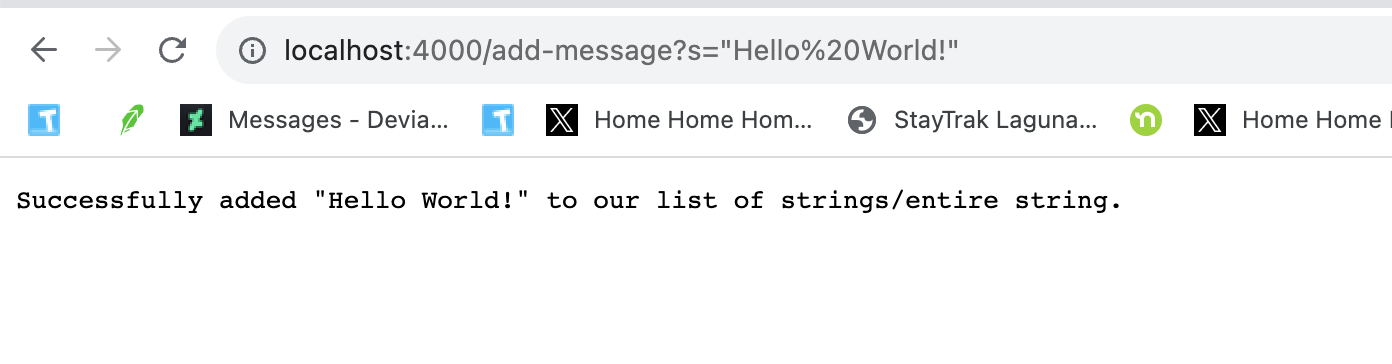 localhost:4000/add-message?s="Hello%20World!"
Messages - Devia... Home Home Hom... StayTrak Laguna... Home Home
Successfully added "Hello World!" to our list of strings/entire string.